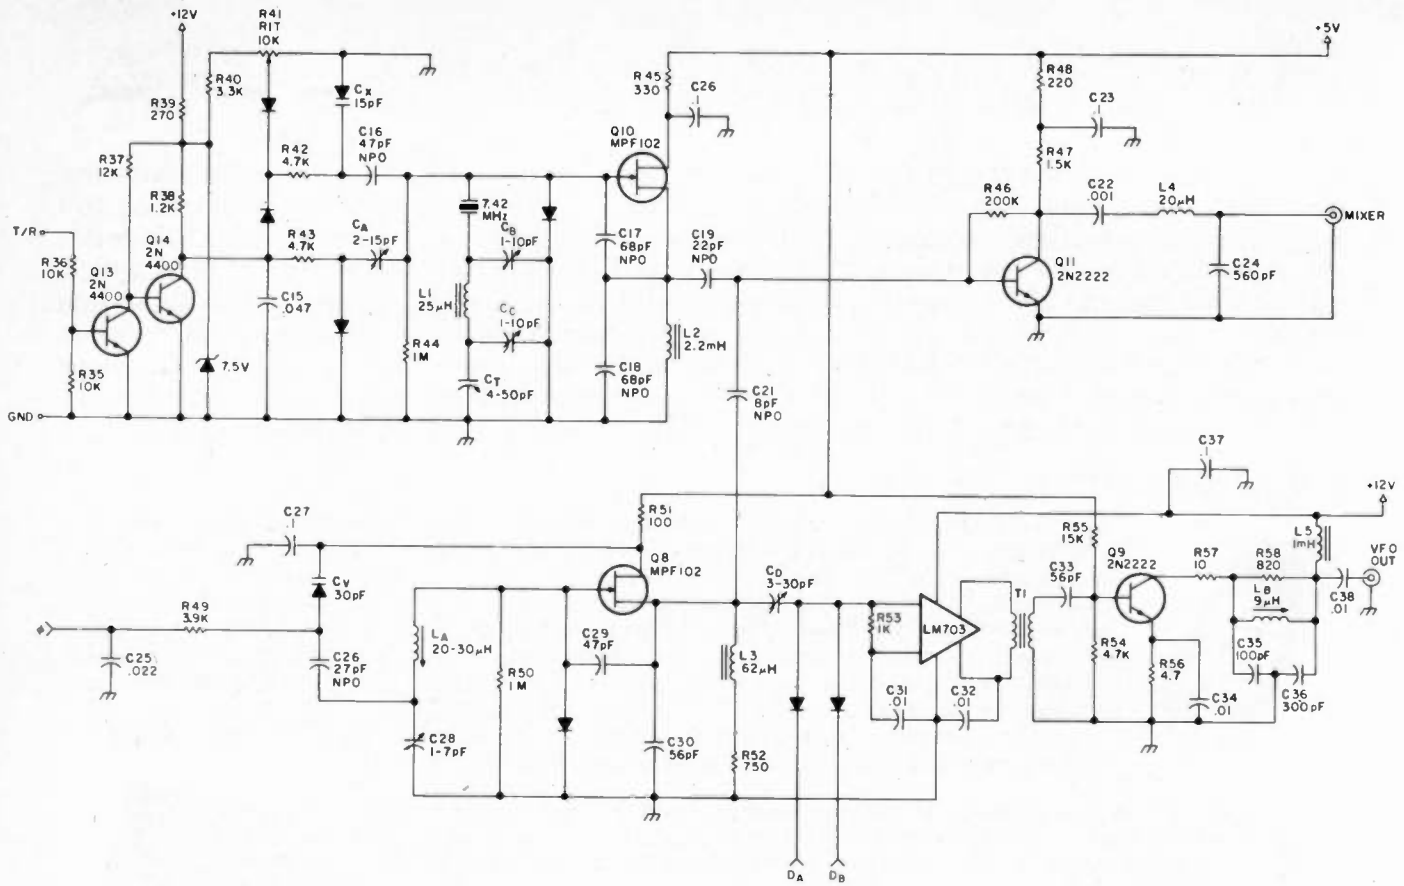 +12V
R41
RIT
10K
+5V
R40
3.3K
CX
15pF
R45
330
C26
.1
R48
220
C23
.1
R39
270
C16
47pF
NPO
Q10
MPF102
R37
12K
R42
4.7K
R47
1.5K
R38
1.2K
7.42
MHz
R46
200K
C22
.001
L4
20µH
MIXER
T/R
Q14
2N
4400
R43
4.7K
CA
2-15pF
CB
1-10pF
C17
68pF
NPO
C19
22pF
NPO
R36
10K
Q13
2N
4400
Q11
2N2222
C24
560pF
C15
.047
L1
25µH
CC
1-10pF
L2
2.2mH
R44
1M
R35
10K
7.5V
CT
4-50pF
C18
68pF
NPO
C21
8pF
NPO
GND
C37
.1
+12V
C27
.1
R51
100
R55
15K
L5
1mH
VFO
OUT
Q8
MPF102
Q9
2N2222
R57
10
R58
820
CV
30pF
CD
3-30pF
C33
56pF
L8
9µH
C38
.01
T1
R49
3.9K
R53
1K
LM703
LA
20-30µH
C29
47pF
R54
4.7K
C25
.022
C26
27pF
NPO
R50
1M
L3
62µH
R56
4.7
C35
100pF
C31
.01
C32
.01
C34
.01
C36
300pF
C28
1-7pF
C30
56pF
R52
750
DA
DB